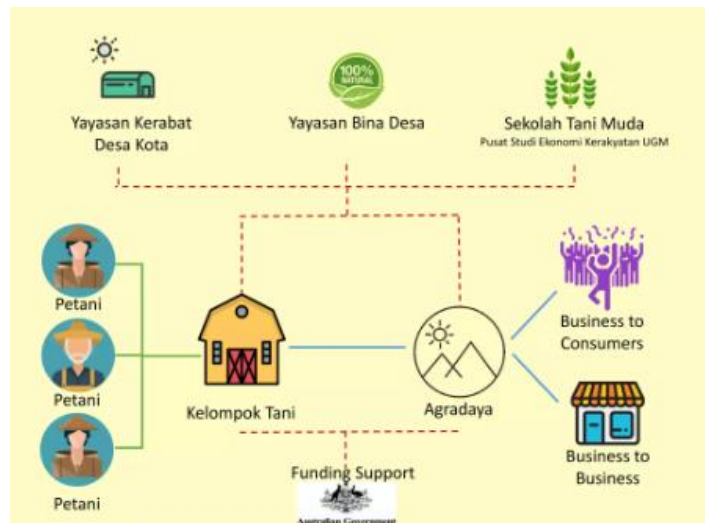 100%
NATURAL
Yayasan Kerabat
Desa Kota
Yayasan Bina Desa
Sekolah Tani Muda
Pusat Studi Ekonomi Kerakyatan UGM
Petani
Petani
Petani
Kelompok Tani
Agradaya
Business to
Consumers
Business to
Business
Funding Support
Australian Government